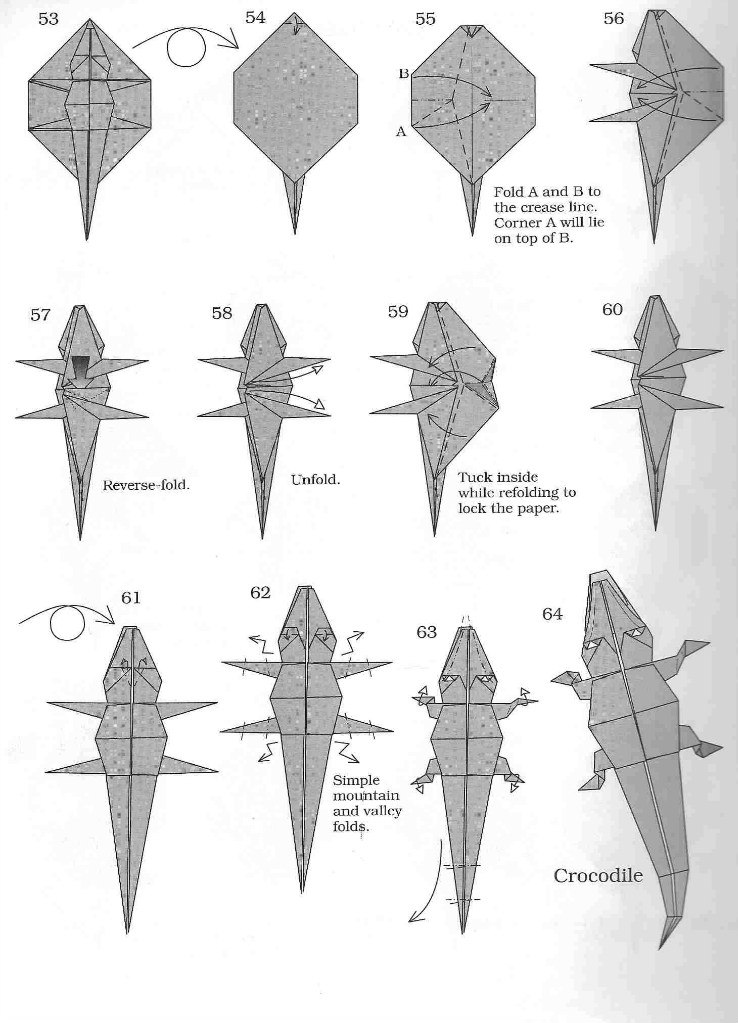 53
54
55
56
B
A
Fold A and B to
the crease line.
Corner A will lie
on top of B.
57
58
59
60
Reverse-fold.
Unfold.
Tuck inside
while refolding to
lock the paper.
61
62
63
64
Simple
mountain
and valley
folds.
Crocodile